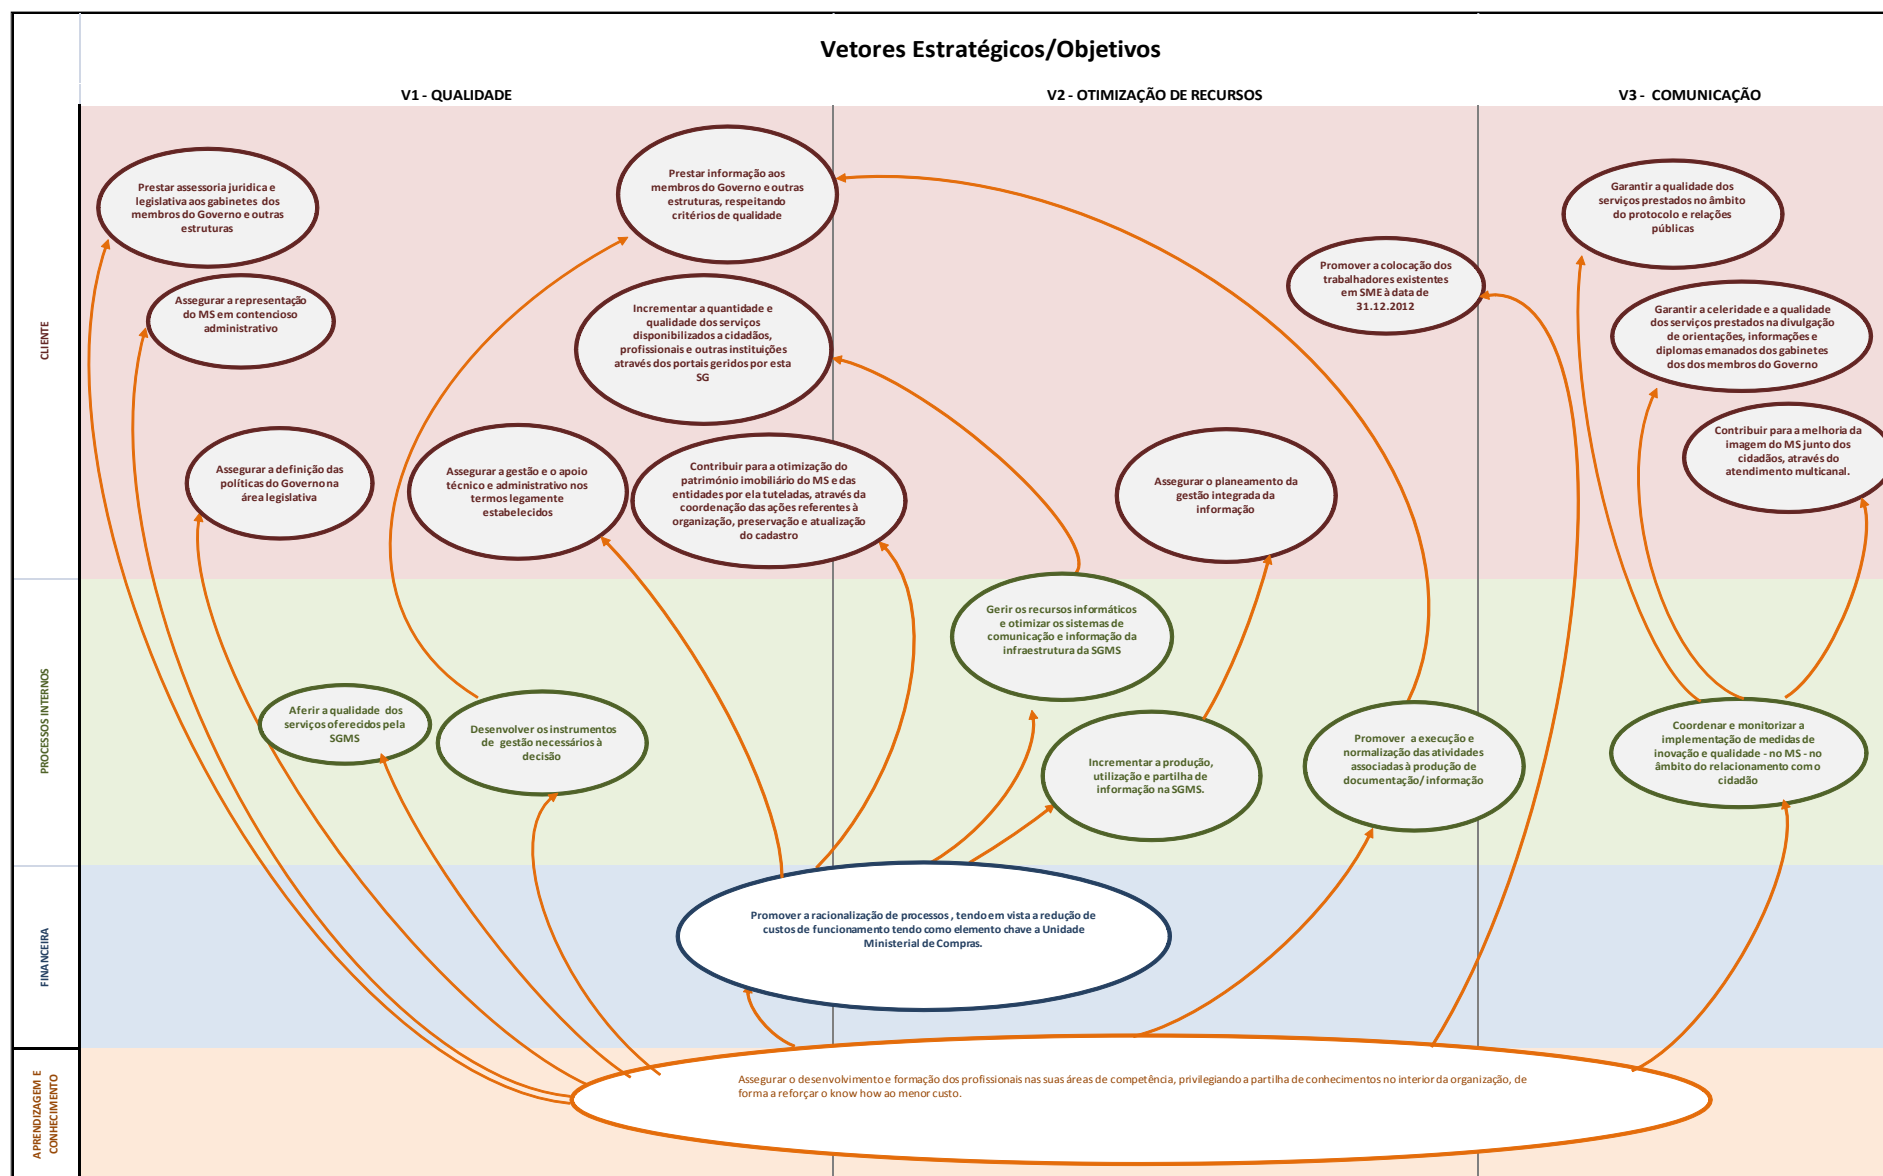 Vetores Estratégicos/Objetivos
V1 - QUALIDADE
V2 - OTIMIZAÇÃO DE RECURSOS
V3 - COMUNICAÇÃO
CLIENTE
Prestar assessoria juridica e
legislativa aos gabinetes dos
membros do Governo e outras
estruturas
Prestar informação aos
membros do Governo e outras
estruturas, respeitando
critérios de qualidade
Garantir a qualidade dos
serviços prestados no âmbito
do protocolo e relações
públicas
Promover a colocação dos
trabalhadores existentes
em SME à data de
31.12.2012
Assegurar a representação
do MS em contencioso
administrativo
Incrementar a quantidade e
qualidade dos serviços
disponibilizados a cidadãos,
profissionais e outras instituições
através dos portais geridos por esta
SG
Garantir a celeridade e a qualidade
dos serviços prestados na divulgação
de orientações, informações e
diplomas emanados dos gabinetes
dos dos membros do Governo
Contribuir para a melhoria da
imagem do MS junto dos
cidadãos, através do
atendimento multicanal.
Assegurar a definição das
políticas do Governo na
área legislativa
Assegurar a gestão e o apoio
técnico e administrativo nos
termos legamente
estabelecidos
Contribuir para a otimização do
património imobiliário do MS e das
entidades por ela tuteladas, através da
coordenação das ações referentes à
organização, preservação e atualização
do cadastro
Assegurar o planeamento da
gestão integrada da
informação
PROCESSOS INTERNOS
Gerir os recursos informáticos
e otimizar os sistemas de
comunicação e informação da
infraestrutura da SGMS
Aferir a qualidade dos
serviços oferecidos pela
SGMS
Desenvolver os instrumentos
de gestão necessários à
decisão
Incrementar a produção,
utilização e partilha de
informação na SGMS.
Promover a execução e
normalização das atividades
associadas à produção de
documentação/ informação
Coordenar e monitorizar a
implementação de medidas de
inovação e qualidade - no MS - no
âmbito do relacionamento com o
cidadão
FINANCEIRA
Promover a racionalização de processos , tendo em vista a redução de
custos de funcionamento tendo como elemento chave a Unidade
Ministerial de Compras.
APRENDIZAGEM E
CONHECIMENTO
Assegurar o desenvolvimento e formação dos profissionais nas suas áreas de competência, privilegiando a partilha de conhecimentos no interior da organização, de
forma a reforçar o know how ao menor custo.